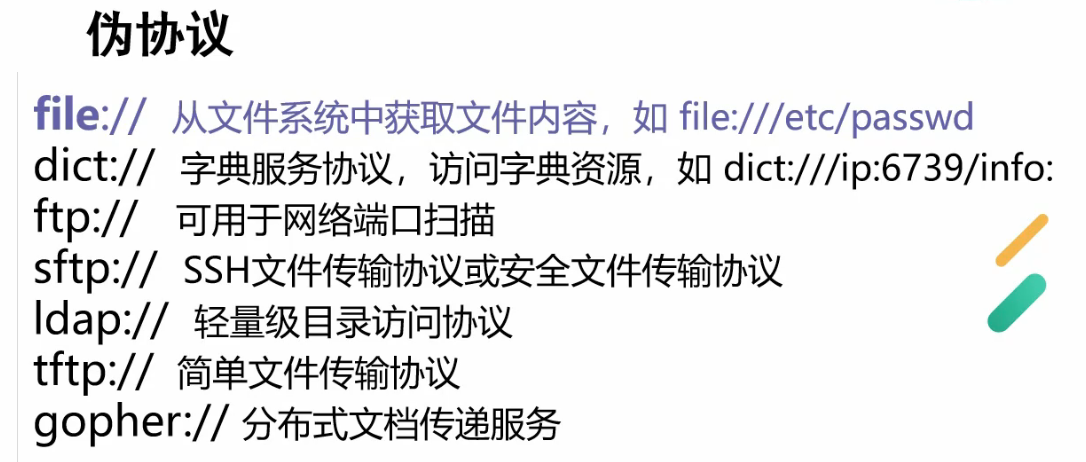 伪协议
file:// 从文件系统中获取文件内容，如 file:///etc/passwd
dict:// 字典服务协议，访问字典资源，如 dict:///ip:6739/info:
ftp:// 可用于网络端口扫描
sftp:// SSH文件传输协议或安全文件传输协议
ldap:// 轻量级目录访问协议
tftp:// 简单文件传输协议
gopher:// 分布式文档传递服务